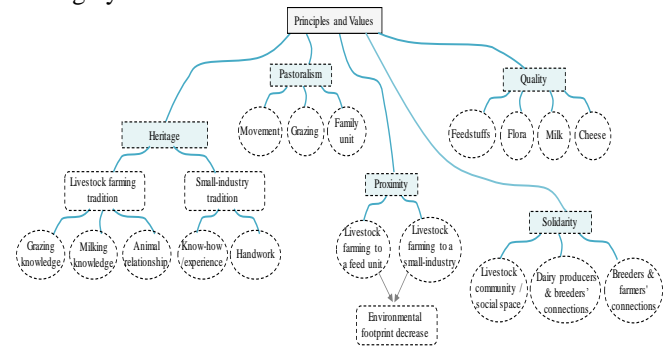 Principles and Values
Pastoralism
Movement
Grazing
Family
unit
Quality
Feedstuffs
Flora
Milk
Cheese
Heritage
Livestock farming
tradition
Small-industry
tradition
Grazing
knowledge
Milking
knowledge
Animal
relationship
Know-how
/experience
Handwork
Proximity
Livestock
farming to
a feed unit
Livestock
farming to a
small-industry
Environmental
footprint decrease
Solidarity
Livestock
community /
social space
Dairy producers
& breeders'
connections
Breeders &
farmers'
connections